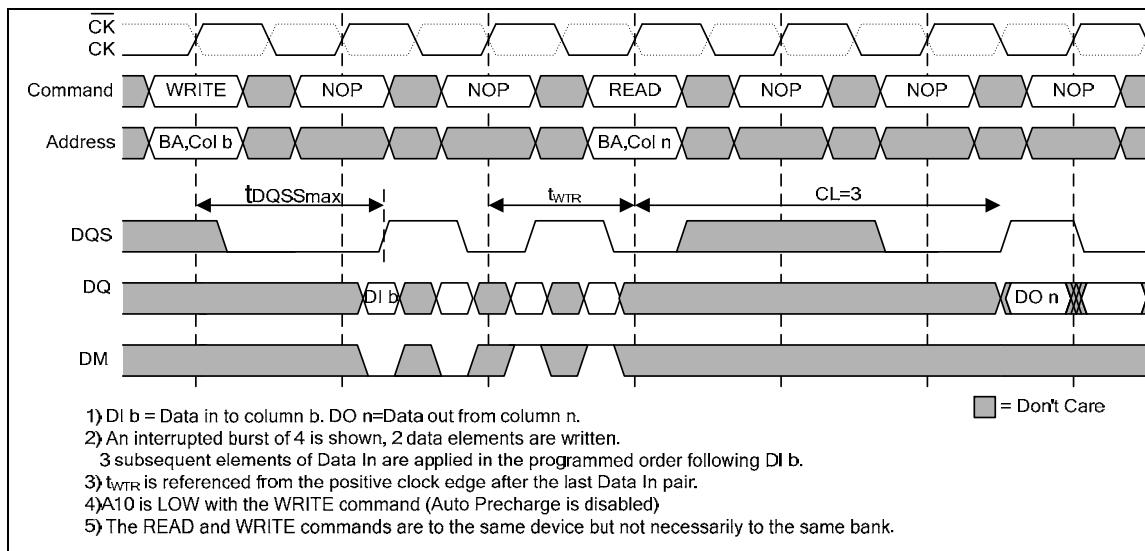 CK
CK
Command WRITE NOP NOP READ NOP NOP NOP
Address BA,Col b BA,Col n
tDQSSmax tWTR CL=3
DQS
DQ DI b DO n
DM
1) DI b = Data in to column b. DO n=Data out from column n.
= Don't Care
2) An interrupted burst of 4 is shown, 2 data elements are written.
3 subsequent elements of Data In are applied in the programmed order following DI b.
3) tWTR is referenced from the positive clock edge after the last Data In pair.
4)A10 is LOW with the WRITE command (Auto Precharge is disabled)
5) The READ and WRITE commands are to the same device but not necessarily to the same bank.